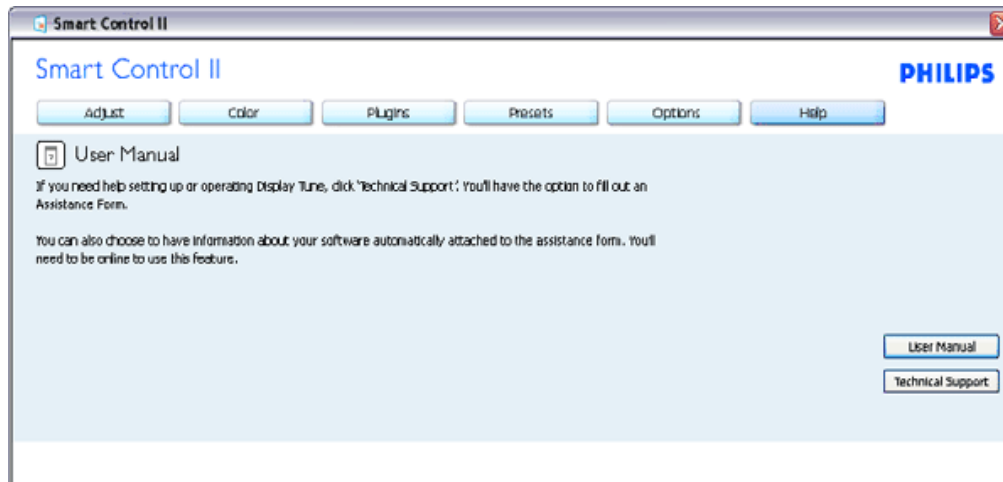 Smart Control II
Smart Control II
PHILIPS
Adjust Color Plugins Presets Options Help
User Manual
If you need help setting up or operating Display Tune, click 'Technical Support'. You'll have the option to fill out an
Assistance Form.
You can also choose to have information about your software automatically attached to the assistance form. You'll
need to be online to use this feature.
User Manual
Technical Support